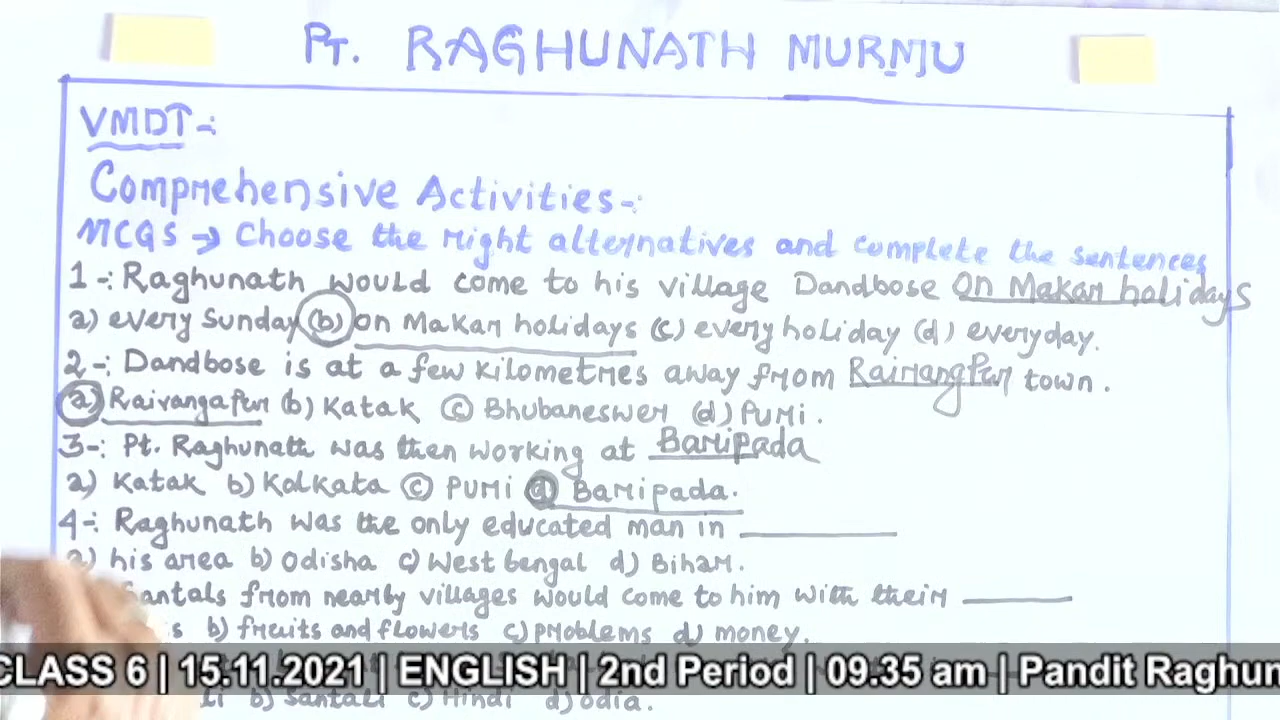 PT. RAGHUNATH MURMU
VMDT-:
Comprehensive Activities-:
MCQS → Choose the right alternatives and complete the sentences
1-: Raghunath would come to his village Dandbose On Makar holidays
a) every Sunday (b) on Makar holidays (c) every holiday (d) everyday.
2-: Dandbose is at a few kilometres away from Rairangpur town.
a) Rairangapur (b) Katak (c) Bhubaneswer (d) Puri.
3-: Pt. Raghunath was then working at Baripada
a) Katak b) Kolkata (c) Puri (d) Baripada.
4-: Raghunath was the only educated man in
a) his area b) Odisha c) West bengal d) Bihar.
Santals from nearby villages would come to him with their
b) fruits and flowers c) problems d) money.
CLASS 6 | 15.11.2021 | ENGLISH | 2nd Period | 09.35 am | Pandit Raghun
b) Santali c) Hindi d) Odia.